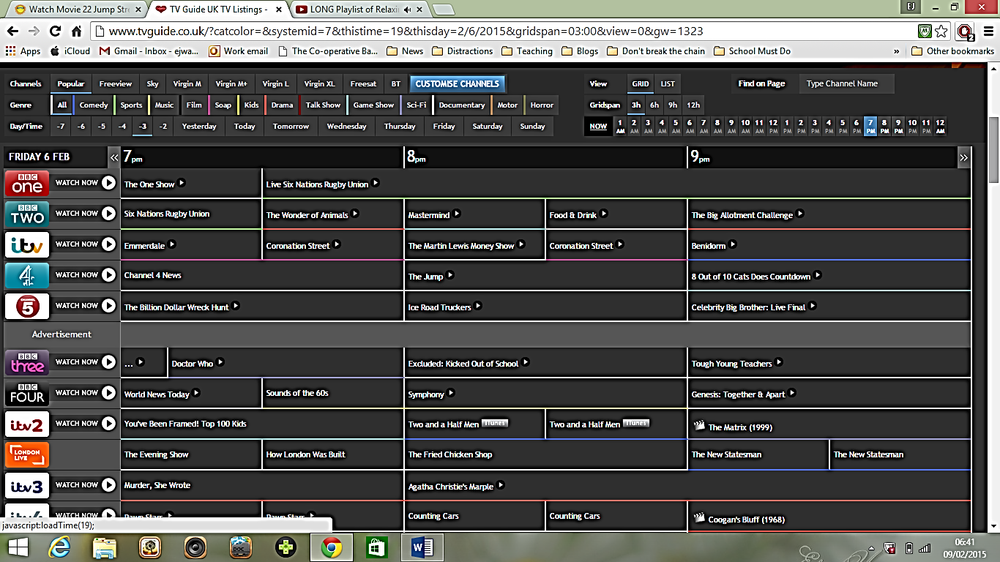 Watch Movie 22 Jump Str
TV Guide UK TV Listings -
LONG Playlist of Relaxi
EJ
www.tvguide.co.uk/?catcolor=&systemid=7&thistime=19&thisday=2/6/2015&gridspan=03:00&view=0&gw=1323
2
Apps iCloud Gmail - Inbox - ejwa... Work email The Co-operative Ba... News Distractions Teaching Blogs Don't break the chain School Must Do » Other bookmarks
Channels Popular Freeview Sky Virgin M Virgin M+ Virgin L Virgin XL Freesat BT CUSTOMISE CHANNELS View GRID LIST Find on Page Type Channel Name
Genre All Comedy Sports Music Film Soap Kids Drama Talk Show Game Show Sci-Fi Documentary Motor Horror Gridspan 3h 6h 9h 12h
Day/Time -7 -6 -5 -4 -3 -2 Yesterday Today Tomorrow Wednesday Thursday Friday Saturday Sunday NOW 1 AM 2 AM 3 AM 4 AM 5 AM 6 AM 7 AM 8 AM 9 AM 10 AM 11 AM 12 PM 1 PM 2 PM 3 PM 4 PM 5 PM 6 PM 7 PM 8 PM 9 PM 10 PM 11 PM 12 AM
FRIDAY 6 FEB « 7pm 8pm 9pm »
BBC one WATCH NOW The One Show Live Six Nations Rugby Union
BBC TWO WATCH NOW Six Nations Rugby Union The Wonder of Animals Mastermind Food & Drink The Big Allotment Challenge
itv WATCH NOW Emmerdale Coronation Street The Martin Lewis Money Show Coronation Street Benidorm
4 WATCH NOW Channel 4 News The Jump 8 Out of 10 Cats Does Countdown
CHANNEL 5 WATCH NOW The Billion Dollar Wreck Hunt Ice Road Truckers Celebrity Big Brother: Live Final
Advertisement
BBC three WATCH NOW ... Doctor Who Excluded: Kicked Out of School Tough Young Teachers
BBC FOUR WATCH NOW World News Today Sounds of the 60s Symphony Genesis: Together & Apart
itv2 WATCH NOW You've Been Framed! Top 100 Kids Two and a Half Men iTunes Two and a Half Men iTunes The Matrix (1999)
LONDON LIVE The Evening Show How London Was Built The Fried Chicken Shop The New Statesman The New Statesman
itv3 WATCH NOW Murder, She Wrote Agatha Christie's Marple
itv4 WATCH NOW Pawn Stars Pawn Stars Counting Cars Counting Cars Coogan's Bluff (1968)
javascript:loadTime(19);
DOC
06:41
09/02/2015